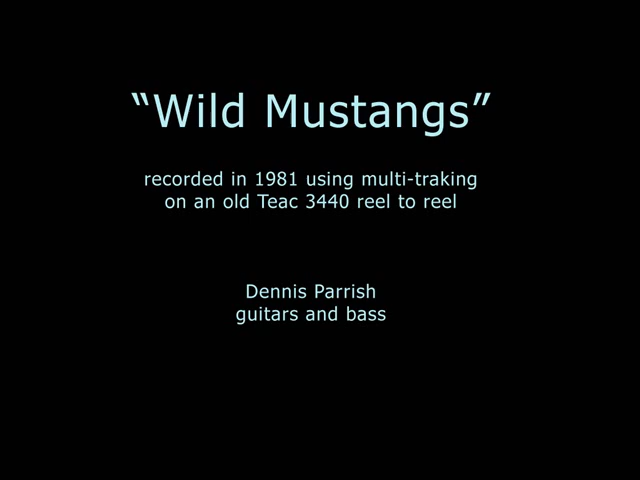 “Wild Mustangs”
recorded in 1981 using multi-traking
on an old Teac 3440 reel to reel
Dennis Parrish
guitars and bass